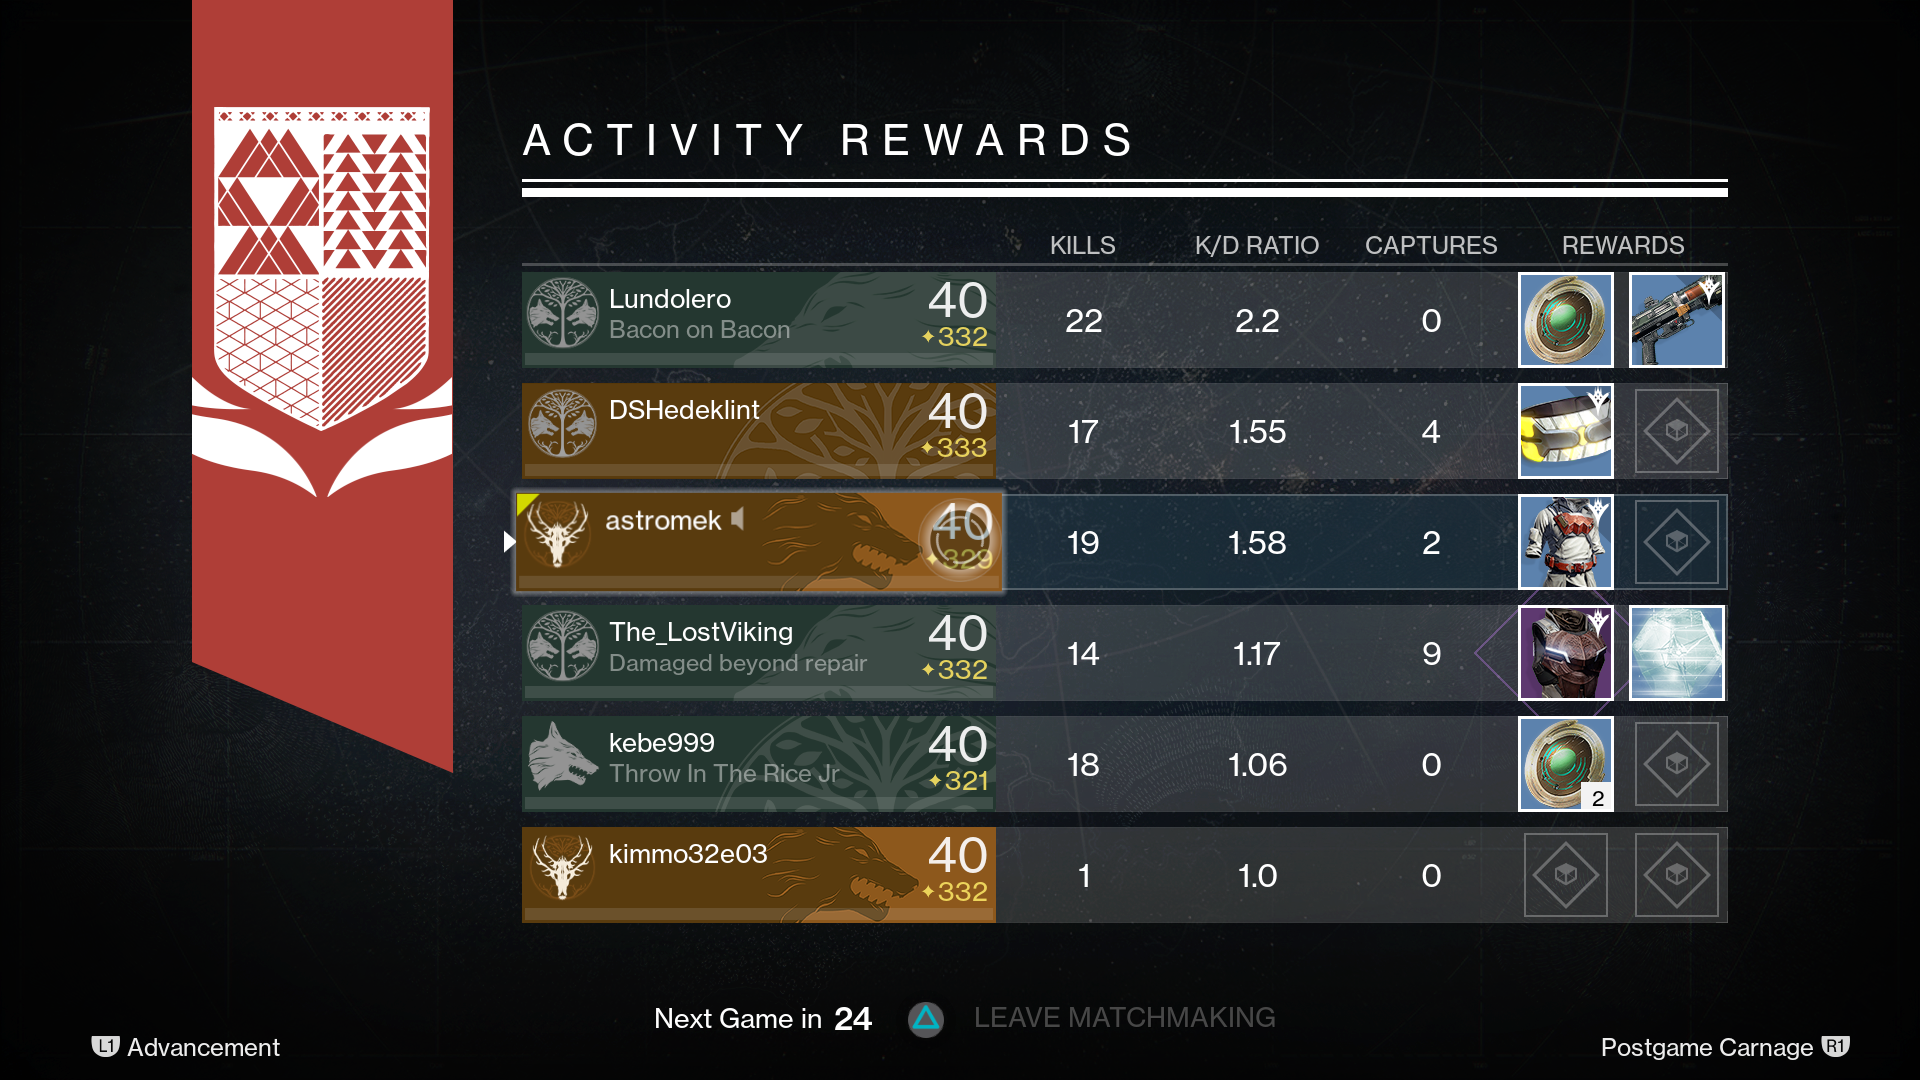 ACTIVITY REWARDS
KILLS K/D RATIO CAPTURES REWARDS
Lundolero 40 22 2.2 0
Bacon on Bacon 332
DSHedeklint 40 17 1.55 4
333
astromek 40 19 1.58 2
329
The_LostViking 40 14 1.17 9
Damaged beyond repair 332
kebe999 40 18 1.06 0
Throw In The Rice Jr 321
2
kimmo32e03 40 1 1.0 0
332
Next Game in 24 LEAVE MATCHMAKING
L1 Advancement
Postgame Carnage R1